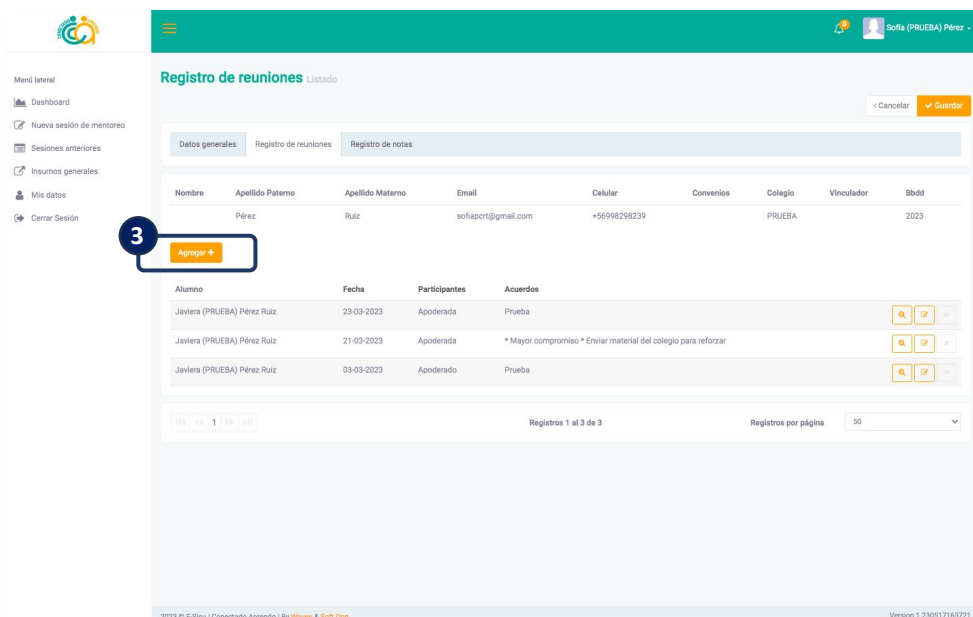 0
Sofía (PRUEBA) Pérez
Menú lateral
Dashboard
Nueva sesión de mentoreo
Sesiones anteriores
Insumos generales
Mis datos
Cerrar Sesión
Registro de reuniones Listado
< Cancelar ✔ Guardar
Datos generales Registro de reuniones Registro de notas
Nombre Apellido Paterno Apellido Materno Email Celular Convenios Colegio Vinculador Bbdd
Pérez Ruiz sofiapcrt@gmail.com +56998298239 PRUEBA 2023
3
Agregar +
Alumno Fecha Participantes Acuerdos
Javiera (PRUEBA) Pérez Ruiz 23-03-2023 Apoderada Prueba
Javiera (PRUEBA) Pérez Ruiz 21-03-2023 Apoderada * Mayor compromiso * Enviar material del colegio para reforzar
Javiera (PRUEBA) Pérez Ruiz 03-03-2023 Apoderado Prueba
1 Registros 1 al 3 de 3 Registros por página 50
Version 1.230517163721